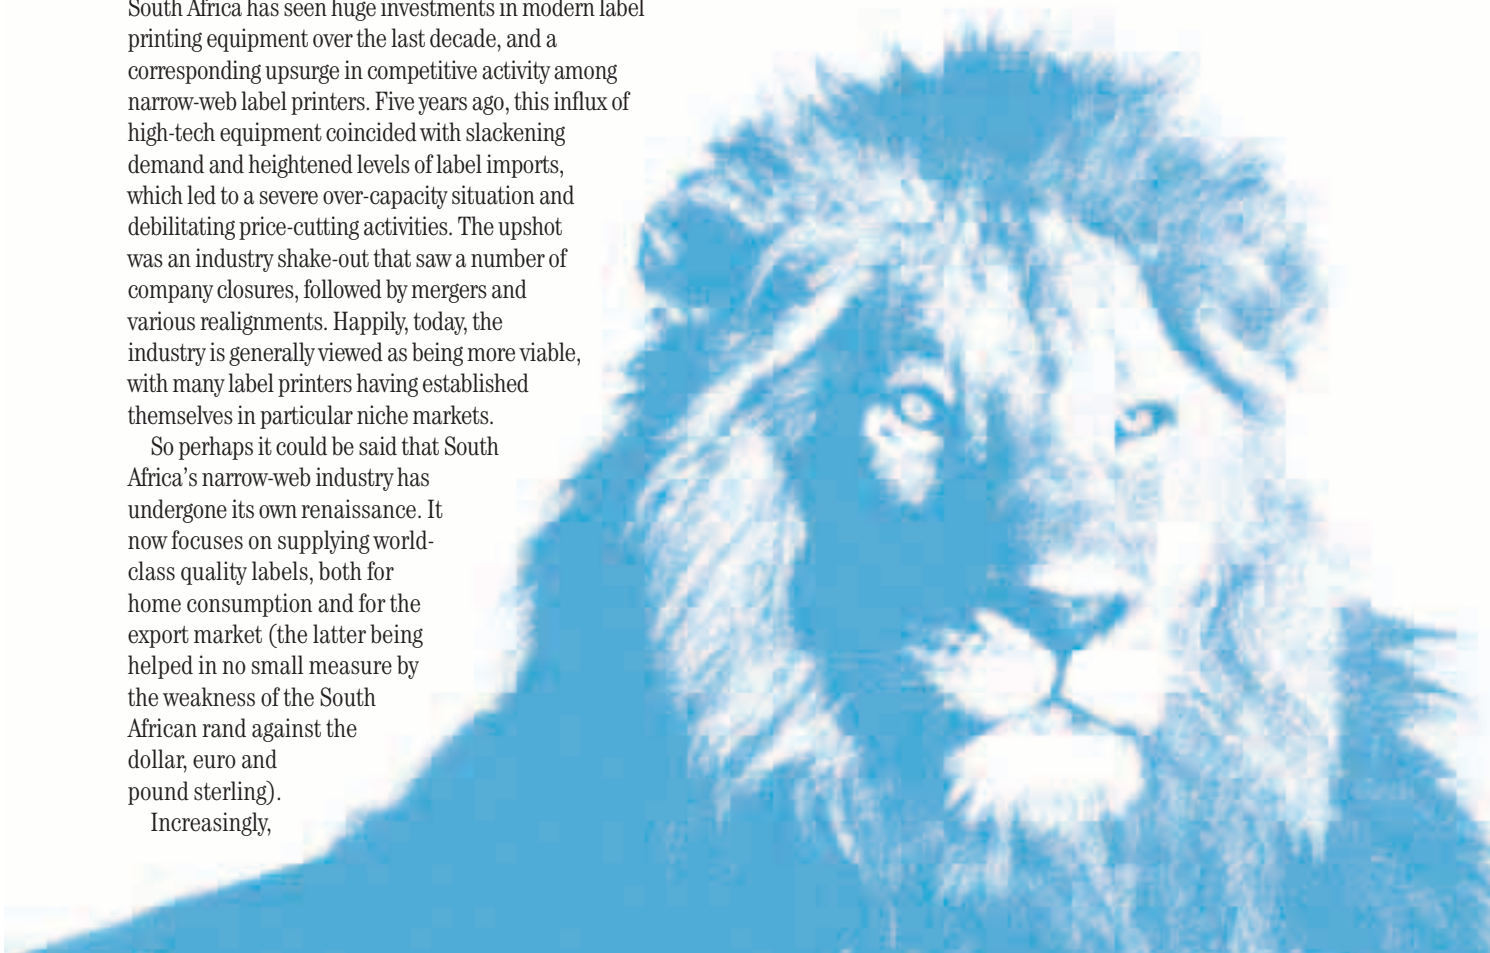 South Africa has seen huge investments in modern label
printing equipment over the last decade, and a
corresponding upsurge in competitive activity among
narrow-web label printers. Five years ago, this influx of
high-tech equipment coincided with slackening
demand and heightened levels of label imports,
which led to a severe over-capacity situation and
debilitating price-cutting activities. The upshot
was an industry shake-out that saw a number of
company closures, followed by mergers and
various realignments. Happily, today, the
industry is generally viewed as being more viable,
with many label printers having established
themselves in particular niche markets.
So perhaps it could be said that South
Africa's narrow-web industry has
undergone its own renaissance. It
now focuses on supplying world-
class quality labels, both for
home consumption and for the
export market (the latter being
helped in no small measure by
the weakness of the South
African rand against the
dollar, euro and
pound sterling).
Increasingly,